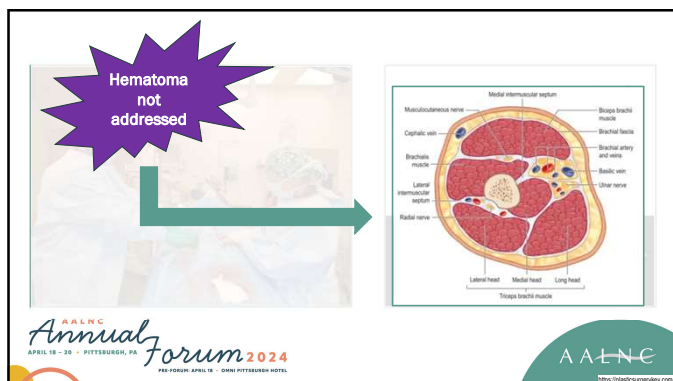 Hematoma
not
addressed
Medial intermuscular septum
Musculocutaneous nerve
Biceps brachii
muscle
Cephalic vein
Brachial fascia
Brachial artery
and veins
Brachialis
muscle
Basilic vein
Ulnar nerve
Lateral
intermuscular
septum
Radial nerve
Lateral head
Medial head
Long head
Triceps brachii muscle
AALNC
Annual
Forum 2024
APRIL 18 – 20 • PITTSBURGH, PA
PRE-FORUM: APRIL 18 • OMNI PITTSBURGH HOTEL
AALNC
https://plasticsurgerykey.com